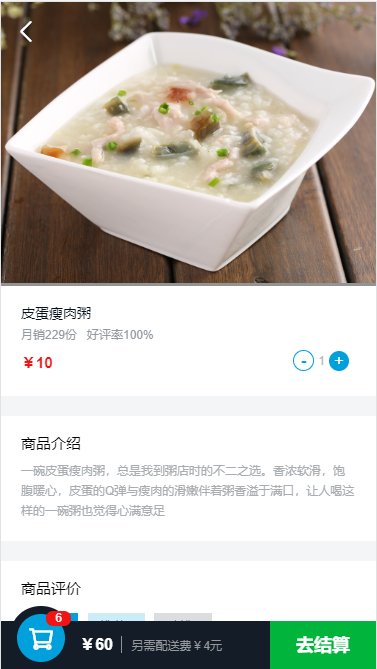 皮蛋瘦肉粥
月销229份 好评率100%
￥10
- 1 +
商品介绍
一碗皮蛋瘦肉粥，总是我到粥店时的不二之选。香浓软滑，饱
腹暖心，皮蛋的Q弹与瘦肉的滑嫩伴着粥香溢于满口，让人喝这
样的一碗粥也觉得心满意足
商品评价
6
￥60 另需配送费￥4元 去结算